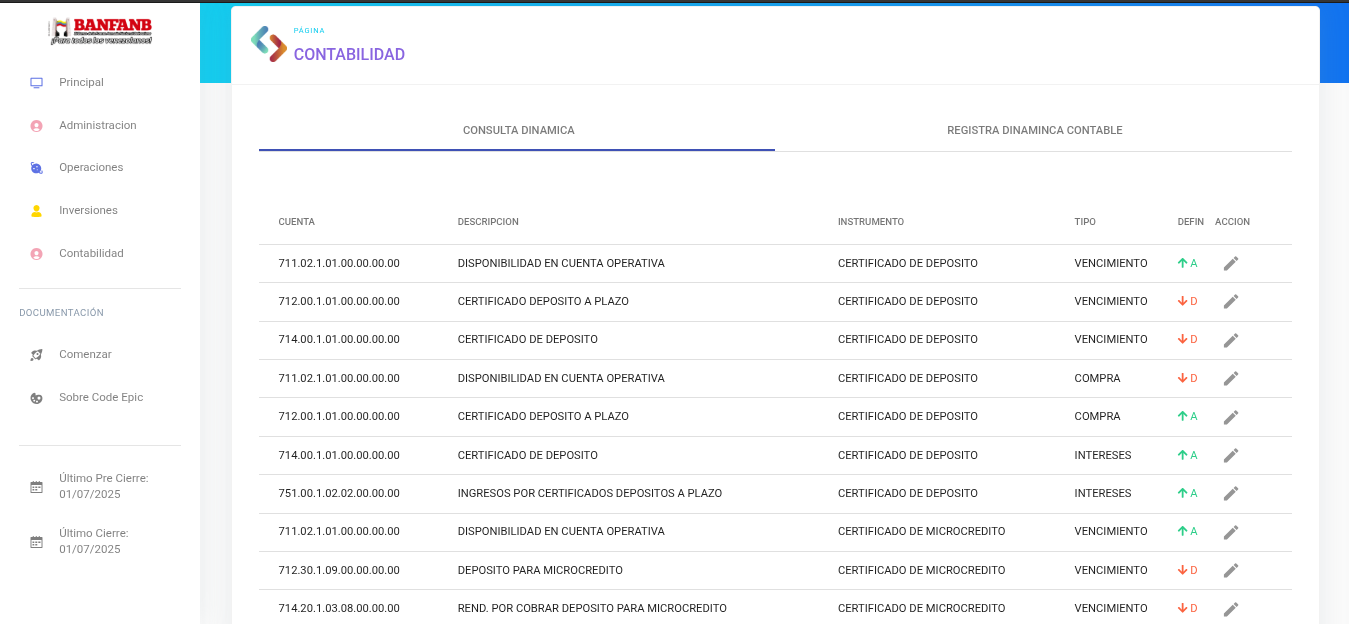 BANFANB
¡Para todos los venezolanos!
Principal
Administracion
Operaciones
Inversiones
Contabilidad
DOCUMENTACIÓN
Comenzar
Sobre Code Epic
Último Pre Cierre:
01/07/2025
Último Cierre:
01/07/2025
PÁGINA
CONTABILIDAD
CONSULTA DINAMICA REGISTRA DINAMINCA CONTABLE
CUENTA DESCRIPCION INSTRUMENTO TIPO DEFIN ACCION
711.02.1.01.00.00.00.00 DISPONIBILIDAD EN CUENTA OPERATIVA CERTIFICADO DE DEPOSITO VENCIMIENTO A
712.00.1.01.00.00.00.00 CERTIFICADO DEPOSITO A PLAZO CERTIFICADO DE DEPOSITO VENCIMIENTO D
714.00.1.01.00.00.00.00 CERTIFICADO DE DEPOSITO CERTIFICADO DE DEPOSITO VENCIMIENTO D
711.02.1.01.00.00.00.00 DISPONIBILIDAD EN CUENTA OPERATIVA CERTIFICADO DE DEPOSITO COMPRA D
712.00.1.01.00.00.00.00 CERTIFICADO DEPOSITO A PLAZO CERTIFICADO DE DEPOSITO COMPRA A
714.00.1.01.00.00.00.00 CERTIFICADO DE DEPOSITO CERTIFICADO DE DEPOSITO INTERESES A
751.00.1.02.02.00.00.00 INGRESOS POR CERTIFICADOS DEPOSITOS A PLAZO CERTIFICADO DE DEPOSITO INTERESES A
711.02.1.01.00.00.00.00 DISPONIBILIDAD EN CUENTA OPERATIVA CERTIFICADO DE MICROCREDITO VENCIMIENTO A
712.30.1.09.00.00.00.00 DEPOSITO PARA MICROCREDITO CERTIFICADO DE MICROCREDITO VENCIMIENTO D
714.20.1.03.08.00.00.00 REND. POR COBRAR DEPOSITO PARA MICROCREDITO CERTIFICADO DE MICROCREDITO VENCIMIENTO D